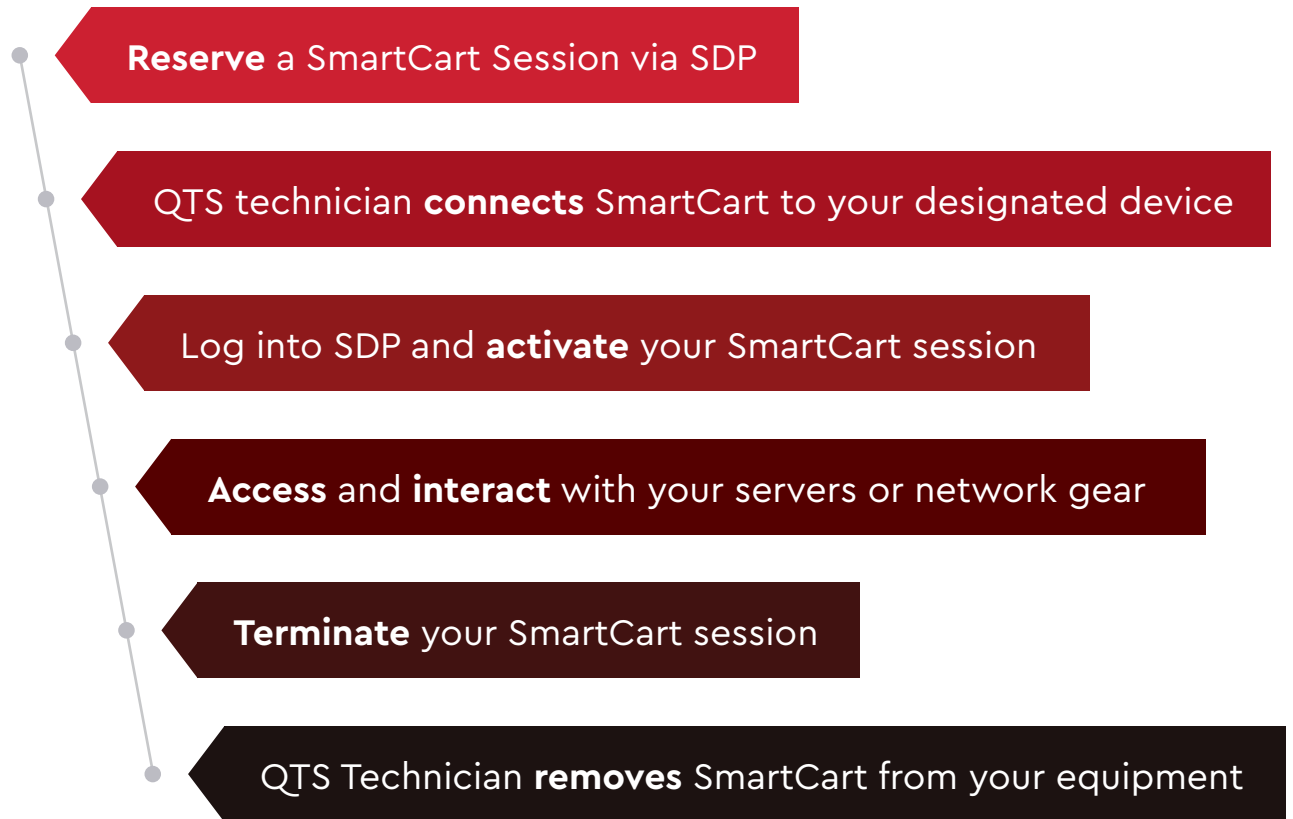 Reserve a SmartCart Session via SDP
QTS technician connects SmartCart to your designated device
Log into SDP and activate your SmartCart session
Access and interact with your servers or network gear
Terminate your SmartCart session
QTS Technician removes SmartCart from your equipment